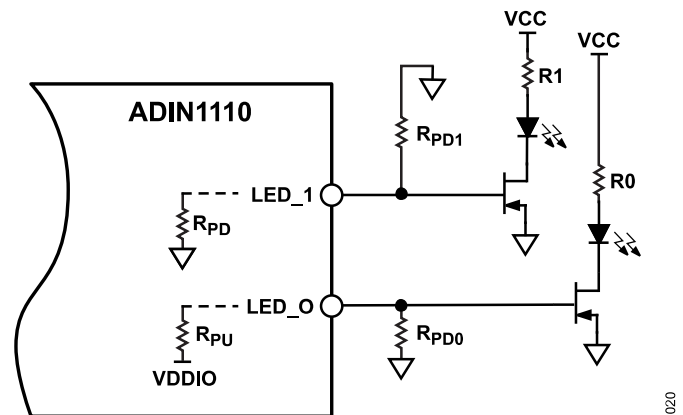 VCC
VCC
R1
ADIN1110
RPD1
R0
LED_1
RPD
LED_O
RPU
RPD0
VDDIO
020